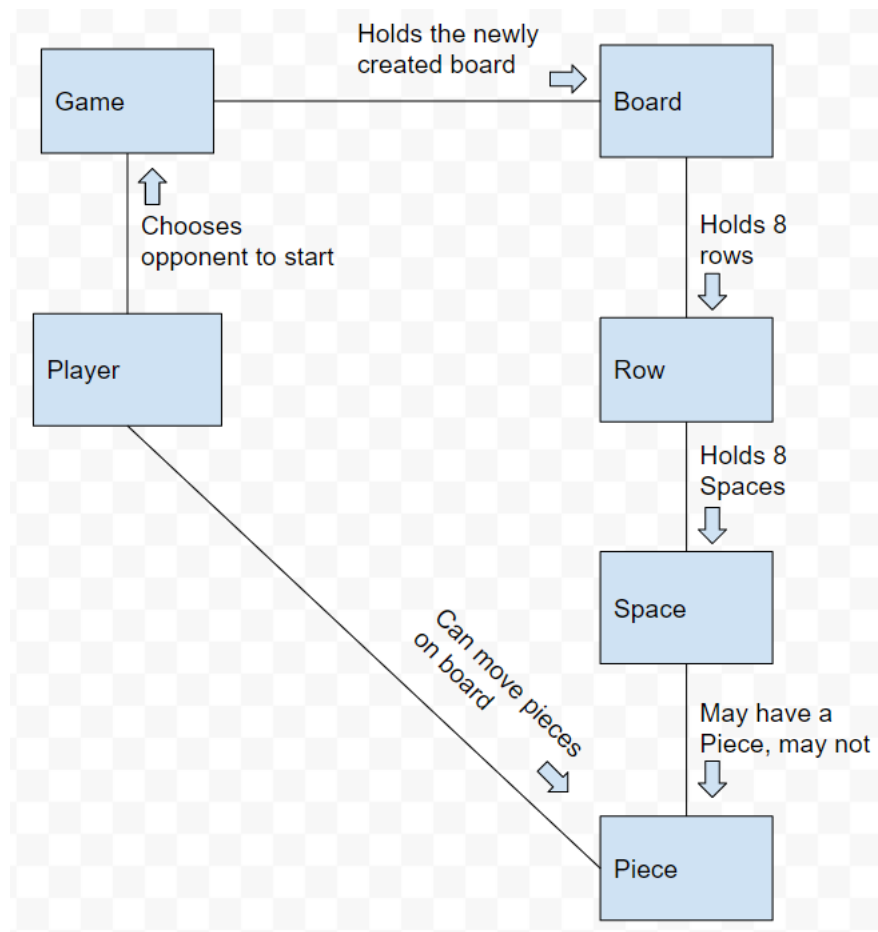 Holds the newly
created board
Game
Board
Chooses
opponent to start
Holds 8
rows
Player
Row
Holds 8
Spaces
Space
Can move pieces
on board
May have a
Piece, may not
Piece